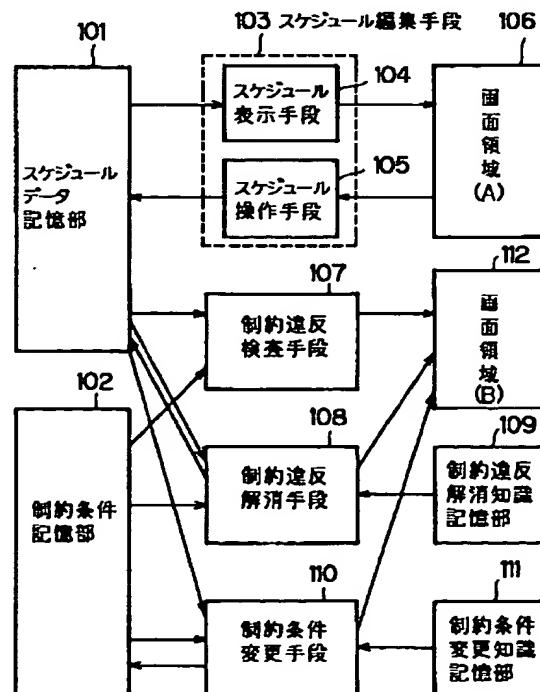 103 スケジュール編集手段
101
106
104
スケジュール
表示手段
画
面
領
域
(A)
105
スケジュール
データ
記憶部
スケジュール
操作手段
112
107
制約違反
検査手段
画
面
領
域
(B)
102
108
109
制約条件
記憶部
制約違反
解消手段
制約違反
解消知識
記憶部
110
111
制約条件
変更手段
制約条件
変更知識
記憶部